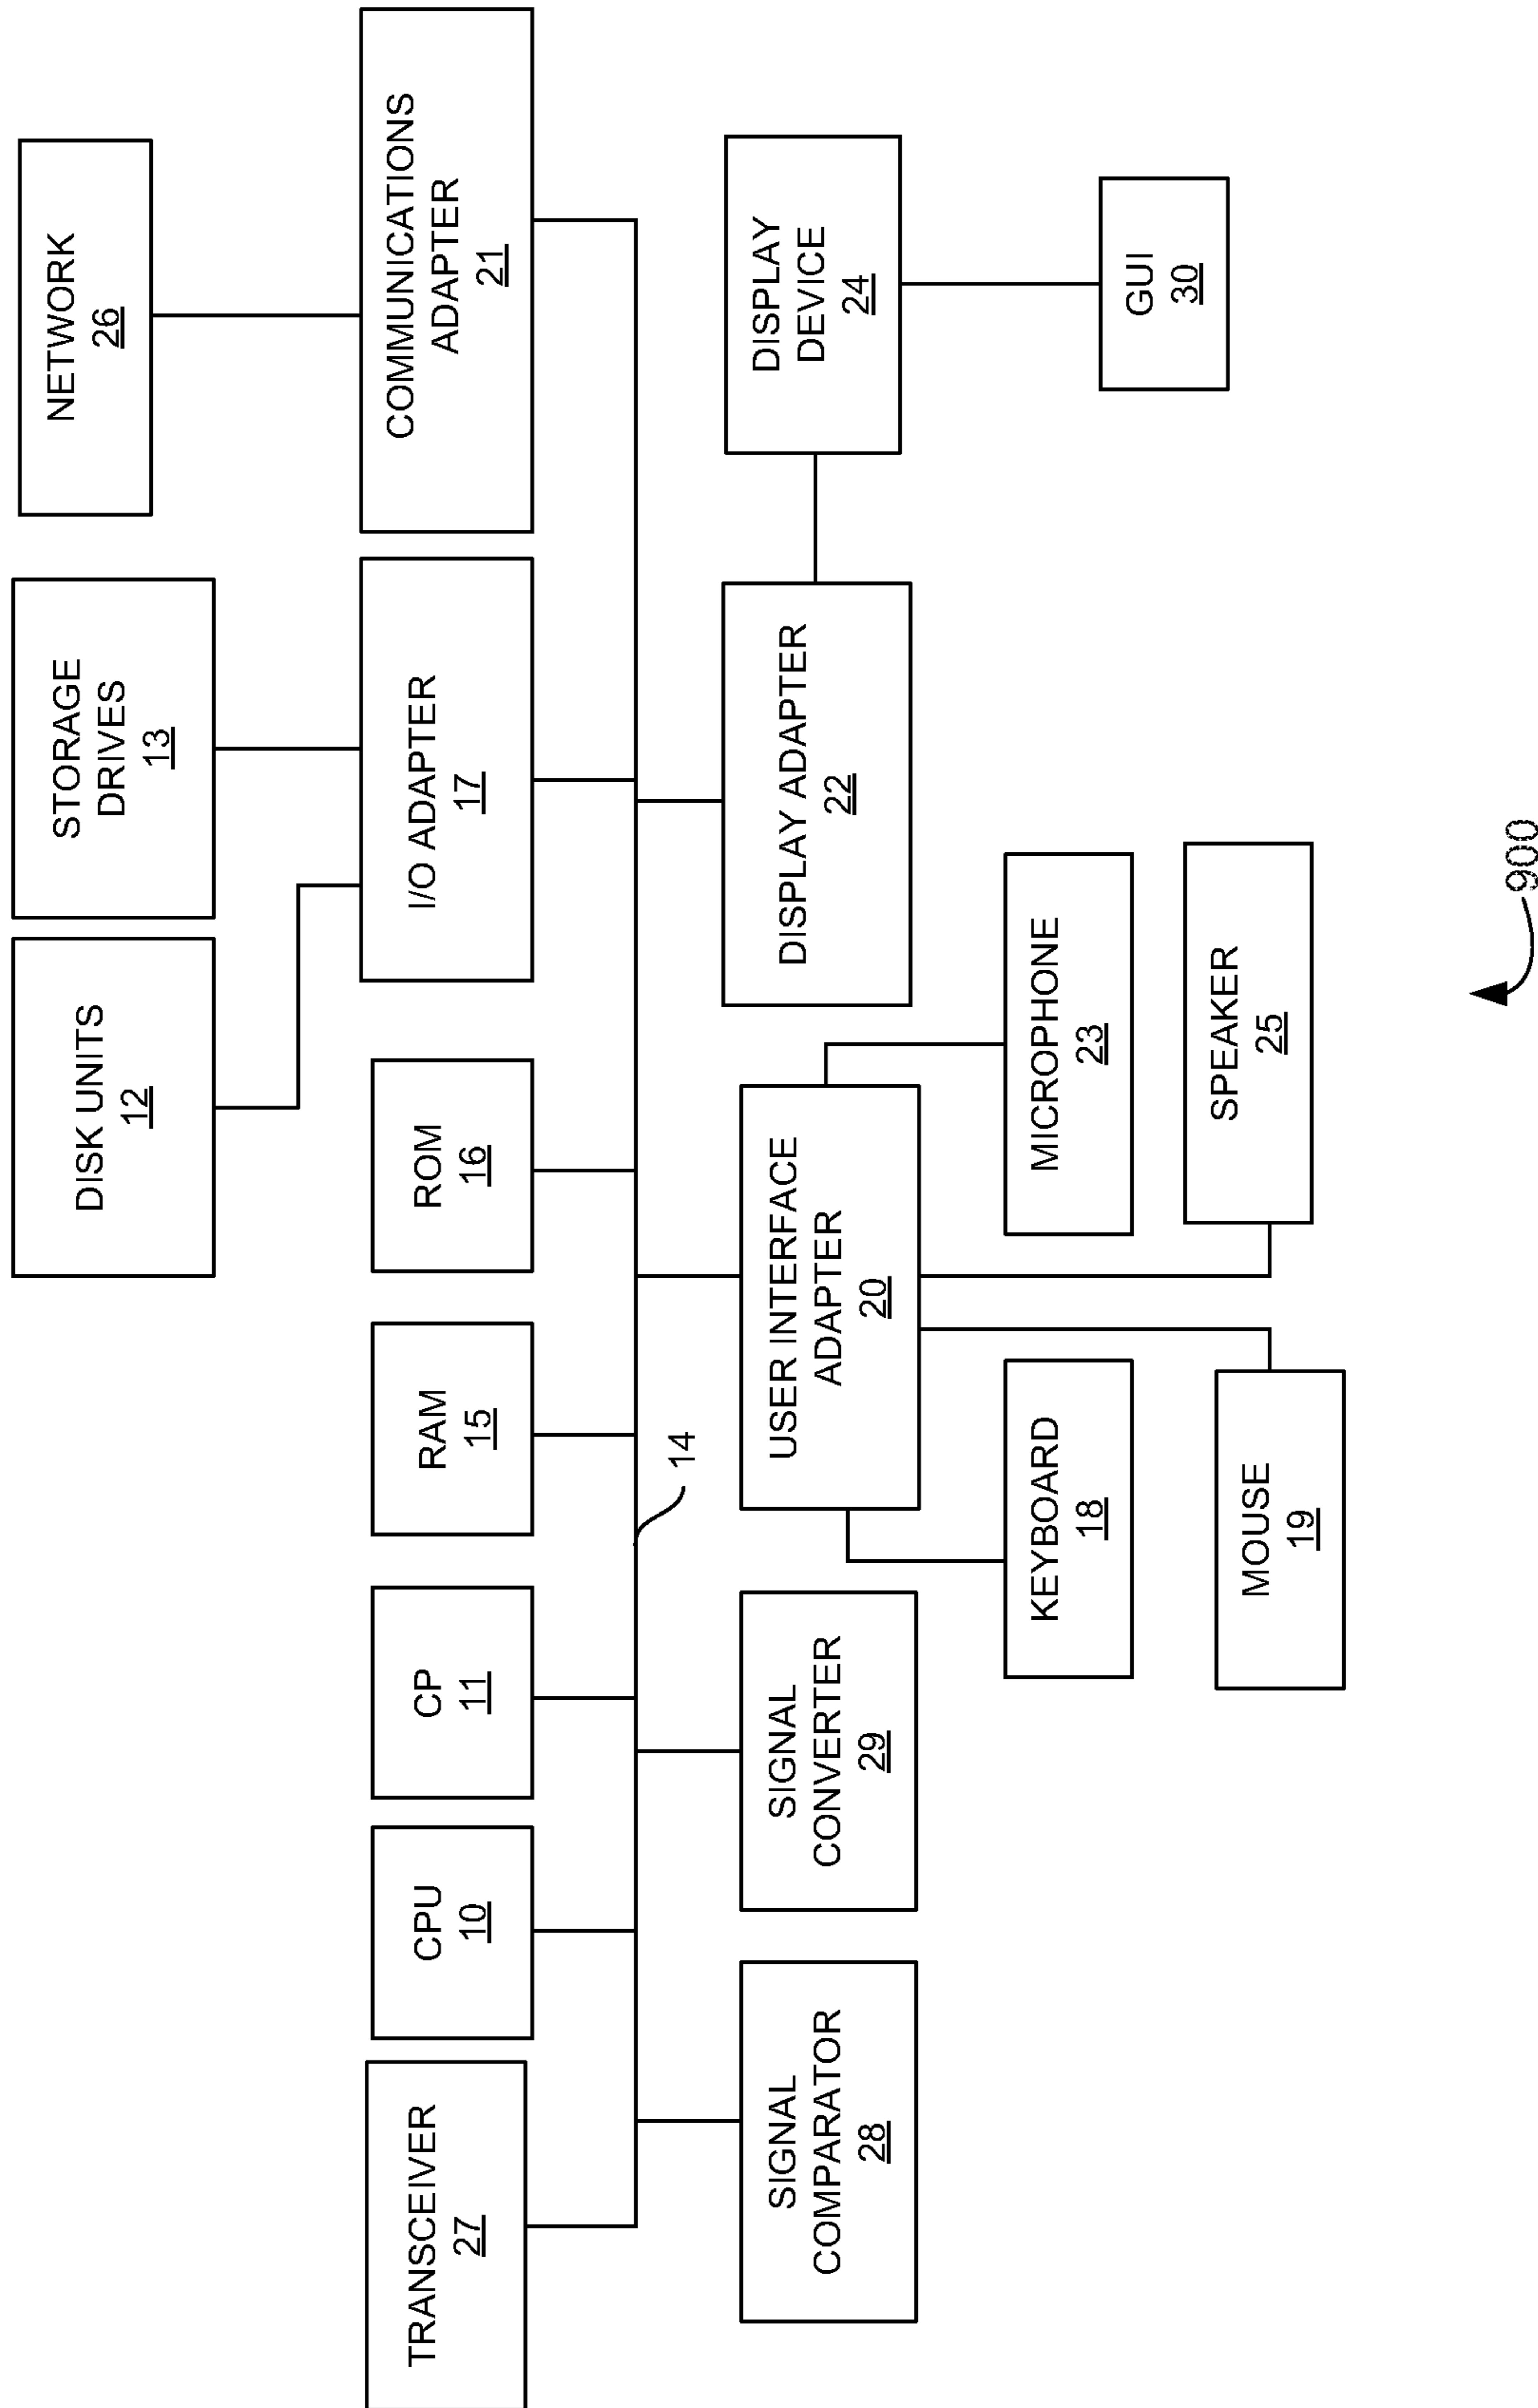 DISK UNITS
12
STORAGE
DRIVES
13
NETWORK
26
TRANSCEIVER
27
CPU
10
CP
11
RAM
15
ROM
16
I/O ADAPTER
17
COMMUNICATIONS
ADAPTER
21
14
SIGNAL
COMPARATOR
28
SIGNAL
CONVERTER
29
USER INTERFACE
ADAPTER
20
DISPLAY ADAPTER
22
DISPLAY
DEVICE
24
KEYBOARD
18
MICROPHONE
23
GUI
30
MOUSE
19
SPEAKER
25
900